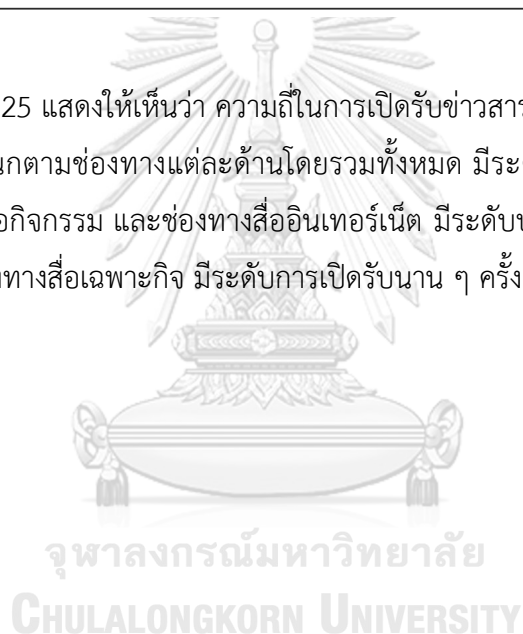 25 แสดงให้เห็นว่า ความถี่ในการเปิดรับข่าวสาร
ตามช่องทางแต่ละด้านโดยรวมทั้งหมด มีระ
กิจกรรม และช่องทางสื่ออินเทอร์เน็ต มีระดับ
ทางสื่อเฉพาะกิจ มีระดับการเปิดรับนาน ๆ ครั้ง
จุฬาลงกรณ์มหาวิทยาลัย
CHULALONGKORN UNIVERSITY